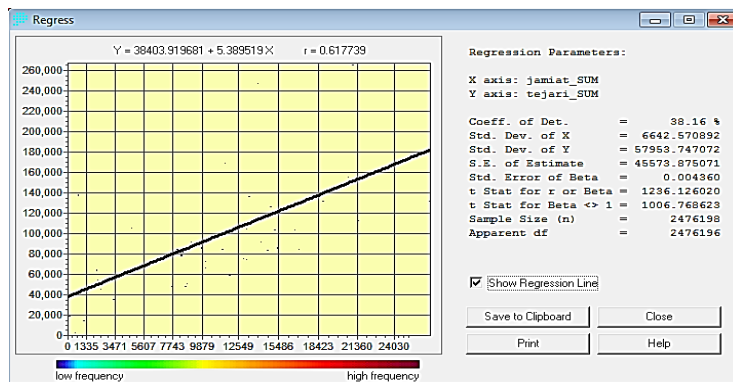 Regress
Y = 38403.919681 + 5.389519 X r = 0.617739
260,000
240,000
220,000
200,000
180,000
160,000
140,000
120,000
100,000
80,000
60,000
40,000
20,000
0
0 1335 3471 5607 7743 9879 12549 15486 18423 21360 24030
low frequency high frequency
Regression Parameters:
X axis: jamiat_SUM
Y axis: tejari_SUM
Coeff. of Det. = 38.16 %
Std. Dev. of X = 6642.570892
Std. Dev. of Y = 57953.747072
S.E. of Estimate = 45573.875071
Std. Error of Beta = 0.004360
t Stat for r or Beta = 1236.126020
t Stat for Beta <> 1 = 1006.768623
Sample Size (n) = 2476198
Apparent df = 2476196
Show Regression Line
Save to Clipboard Close
Print Help